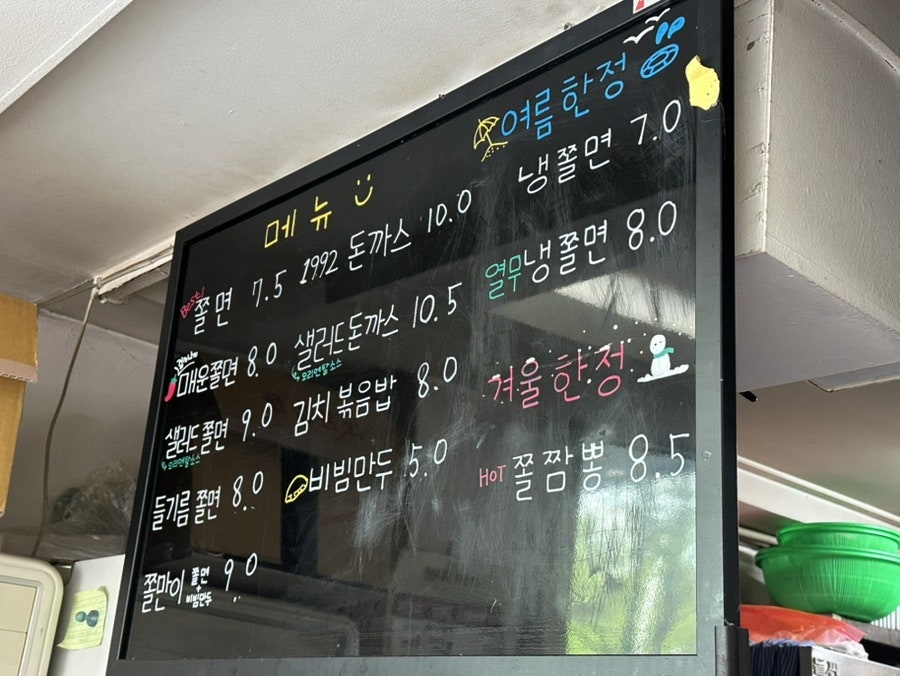 메뉴
Best!
쫄면 7.5
매운쫄면 8.0
샐러드쫄면 9.0
오리엔탈소스
들기름 쫄면 8.0
쫄만이 쫄면 + 비빔만두 9.0
1992 돈까스 10.0
샐러드돈까스 10.5
오리엔탈소스
김치 볶음밥 8.0
비빔만두 5.0
여름한정
냉쫄면 7.0
열무냉쫄면 8.0
겨울한정
HOT 쫄짬뽕 8.5